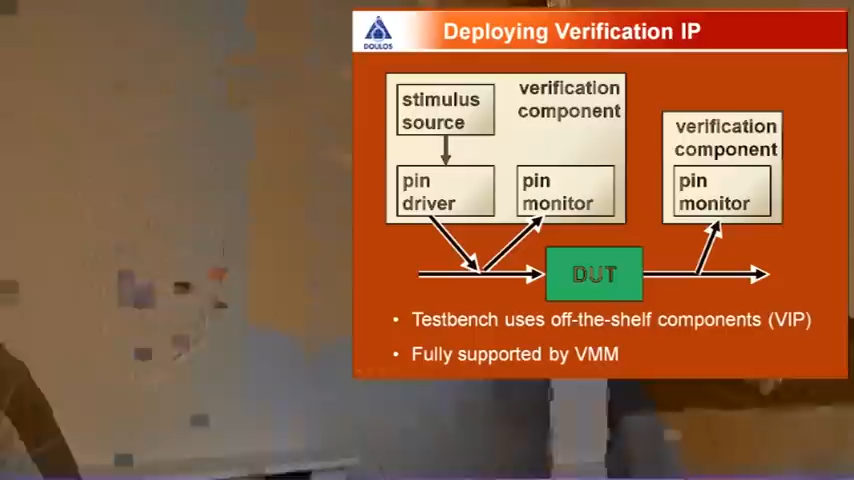 DOULOS
Deploying Verification IP
stimulus
source
verification
component
pin
driver
pin
monitor
verification
component
pin
monitor
DUT
• Testbench uses off-the-shelf components (VIP)
• Fully supported by VMM